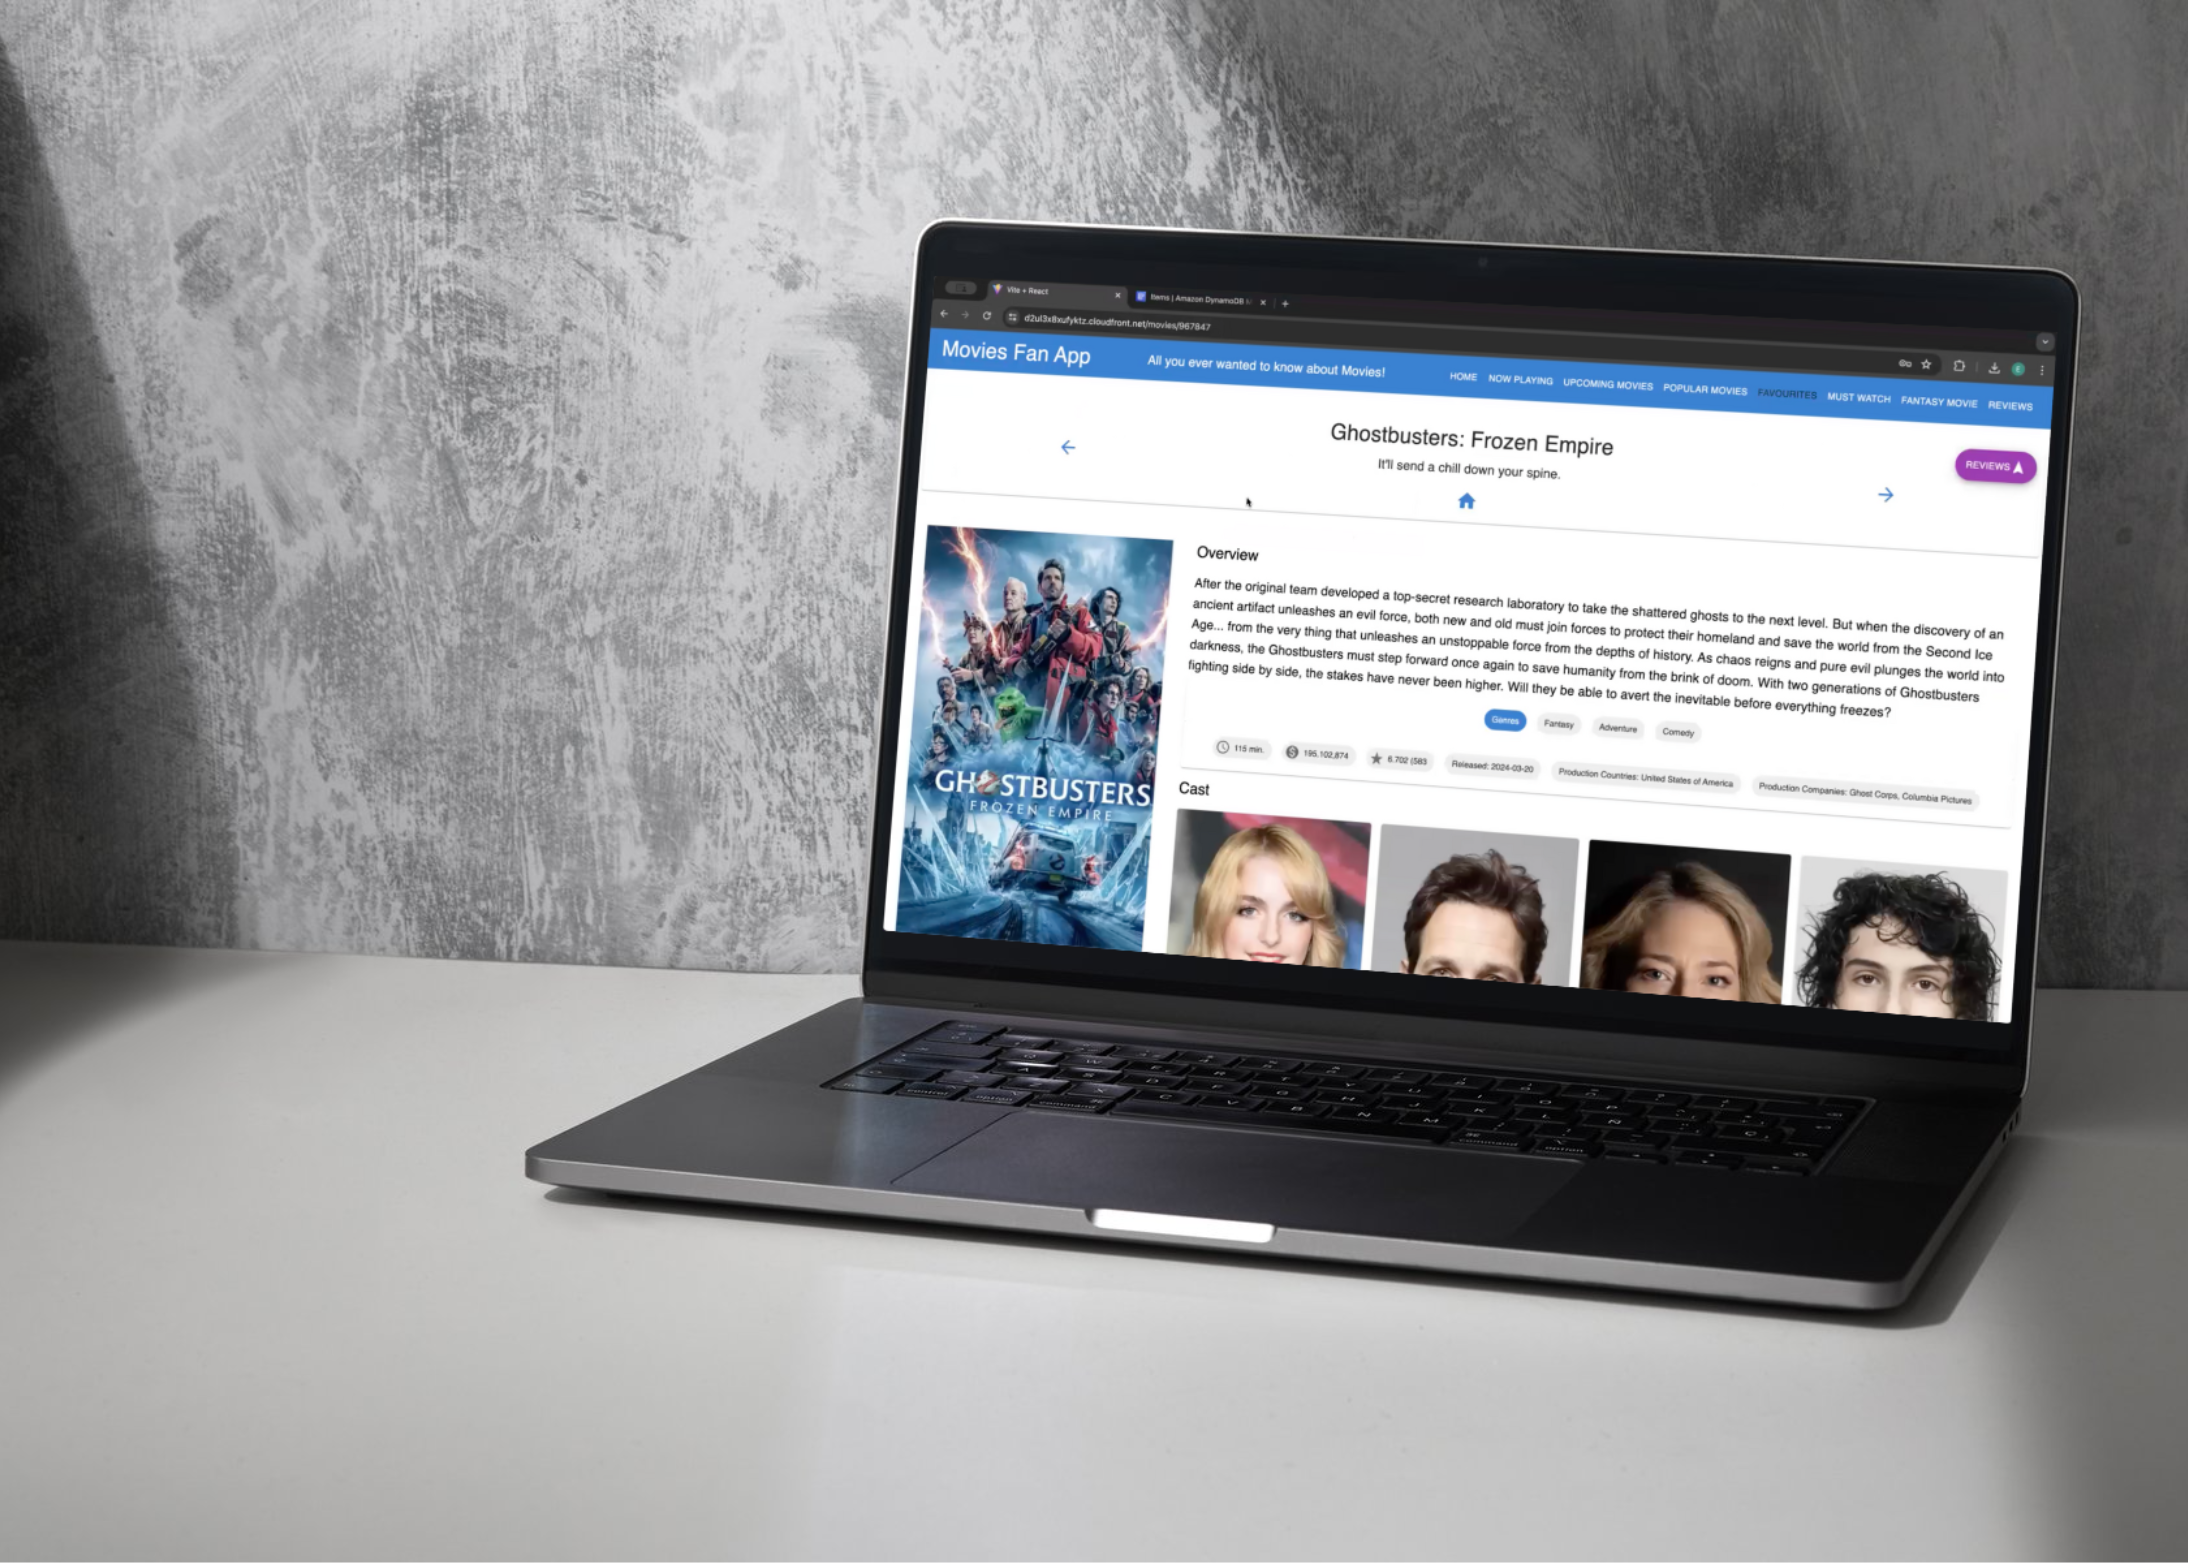 Vite + React
Items | Amazon DynamoDB
d2ul3x8xufyktz.cloudfront.net/movies/967847
Movies Fan App
All you ever wanted to know about Movies!
HOME NOW PLAYING UPCOMING MOVIES POPULAR MOVIES FAVOURITES MUST WATCH FANTASY MOVIE REVIEWS
Ghostbusters: Frozen Empire
It'll send a chill down your spine.
REVIEWS
GHOSTBUSTERS
FROZEN EMPIRE
Overview
After the original team developed a top-secret research laboratory to take the shattered ghosts to the next level. But when the discovery of an
ancient artifact unleashes an evil force, both new and old must join forces to protect their homeland and save the world from the Second Ice
Age... from the very thing that unleashes an unstoppable force from the depths of history. As chaos reigns and pure evil plunges the world into
darkness, the Ghostbusters must step forward once again to save humanity from the brink of doom. With two generations of Ghostbusters
fighting side by side, the stakes have never been higher. Will they be able to avert the inevitable before everything freezes?
Genres Fantasy Adventure Comedy
115 min. 195,102,874 6.702 (583 Released: 2024-03-20 Production Countries: United States of America Production Companies: Ghost Corps, Columbia Pictures
Cast
Q W E R T Y U I O P
A S D F G H J K L Ñ
X C V B N M
control option command command option